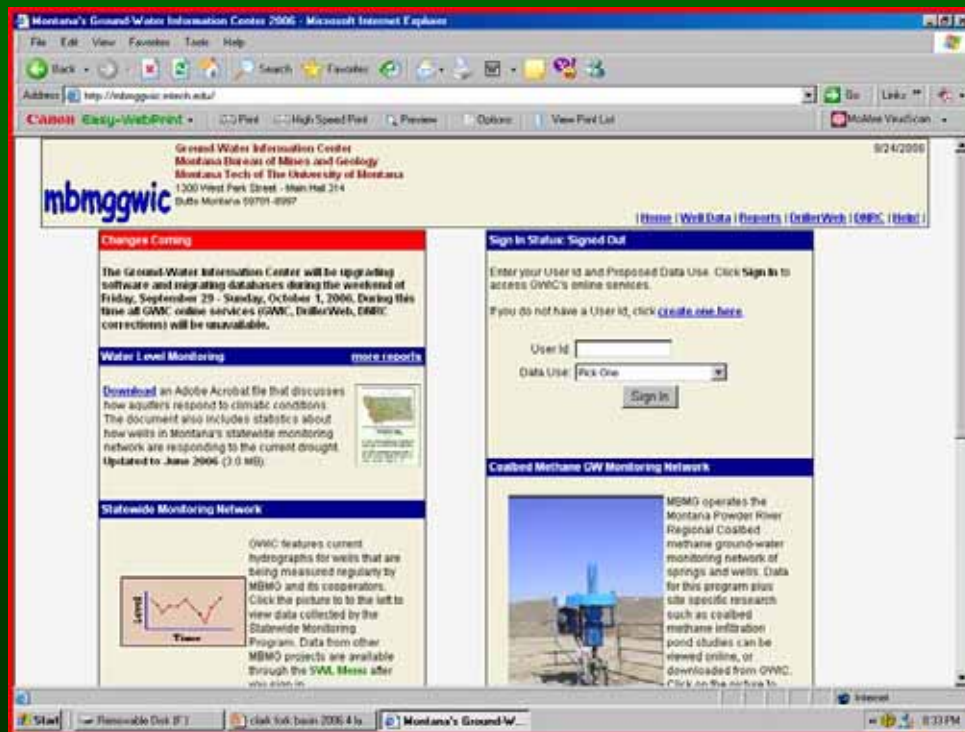 Montana's Ground-Water Information Center 2006 - Microsoft Internet Explorer
File Edit View Favorites Tools Help
Back Search Favorites
Address http://mbmggwic.mtech.edu/ Go Links
Canon Easy-WebPrint Print High Speed Print Preview Options View Print List McAfee VirusScan
mbmggwic
Ground Water Information Center
Montana Bureau of Mines and Geology
Montana Tech of The University of Montana
1300 West Park Street - Main Hall 314
Butte Montana 59701-8997
9/24/2006
| Home | Well Data | Reports | DrillerWeb | DNRC | Help! |
Changes Coming
The Ground-Water Information Center will be upgrading
software and migrating databases during the weekend of
Friday, September 29 - Sunday, October 1, 2006. During this
time all GWIC online services (GWIC, DrillerWeb, DNRC
corrections) will be unavailable.
Water Level Monitoring more reports
Download an Adobe Acrobat file that discusses
how aquifers respond to climatic conditions.
The document also includes statistics about
how wells in Montana's statewide monitoring
network are responding to the current drought.
Updated to June 2006 (3.0 MB)
Statewide Monitoring Network
Level
Time
GWIC features current
hydrographs for wells that are
being measured regularly by
MBMG and its cooperators.
Click the picture to to the left to
view data collected by the
Statewide Monitoring
Program. Data from other
MBMG projects are available
through the SWL Menu after
you sign in
Sign In Status: Signed Out
Enter your User Id and Proposed Data Use. Click Sign In to
access GWIC's online services.
If you do not have a User Id, click create one here.
User Id:
Data Use: Pick One
Sign In
Coalbed Methane GW Monitoring Network
MBMG operates the
Montana Powder River
Regional Coalbed
methane ground-water
monitoring network of
springs and wells. Data
for this program plus
site specific research
such as coalbed
methane infiltration
pond studies can be
viewed online, or
downloaded from GWIC.
Click on the picture to
Internet
Start Removable Disk (F:) clark fork basin 2006 4 la... Montana's Ground-W... 8:33 PM